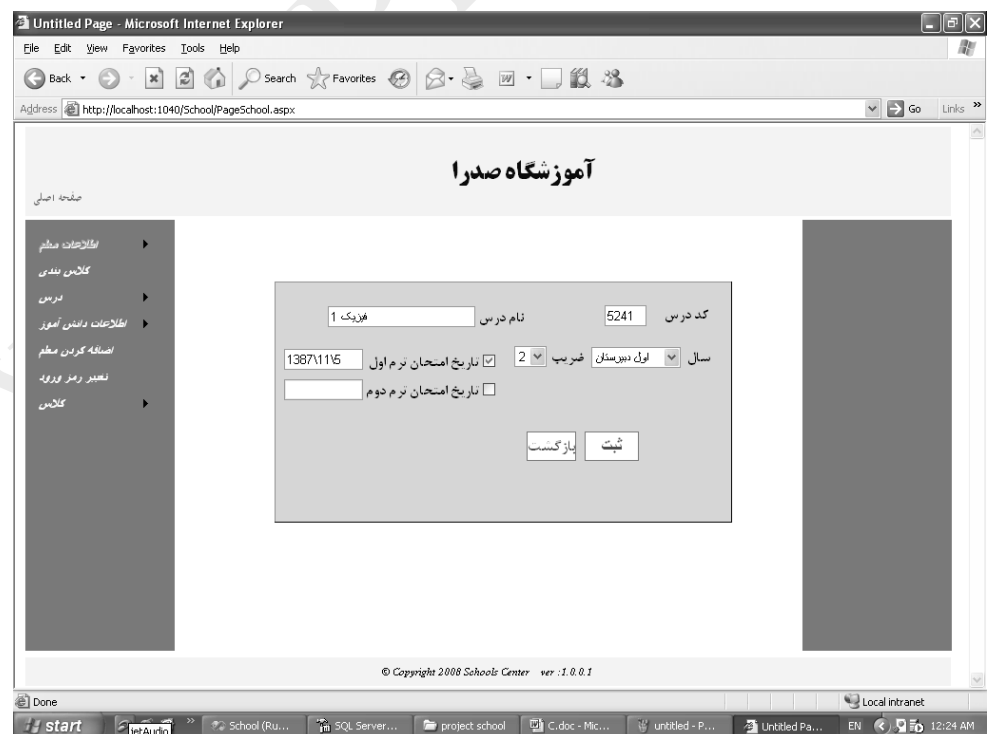 Untitled Page - Microsoft Internet Explorer
File Edit View Favorites Tools Help
Back Search Favorites
Address http://localhost:1040/School/PageSchool.aspx Go Links »
آموزشگاه صدرا
صفحه اصلی
اطلاعات معلم
کلاس بندی
درس
اطلاعات دانش آموز
اضافه کردن معلم
تغییر رمز ورود
کلاس
کد درس 5241 نام درس فیزیک 1
سال اول دبیرستان ضریب 2 تاریخ امتحان ترم اول 1387\11\5
تاریخ امتحان ترم دوم
ثبت بازگشت
© Copyright 2008 Schools Center ver :1.0.0.1
Done Local intranet
start jetAudio » School (Ru... SQL Server... project school C.doc - Mic... untitled - P... Untitled Pa... EN 12:24 AM